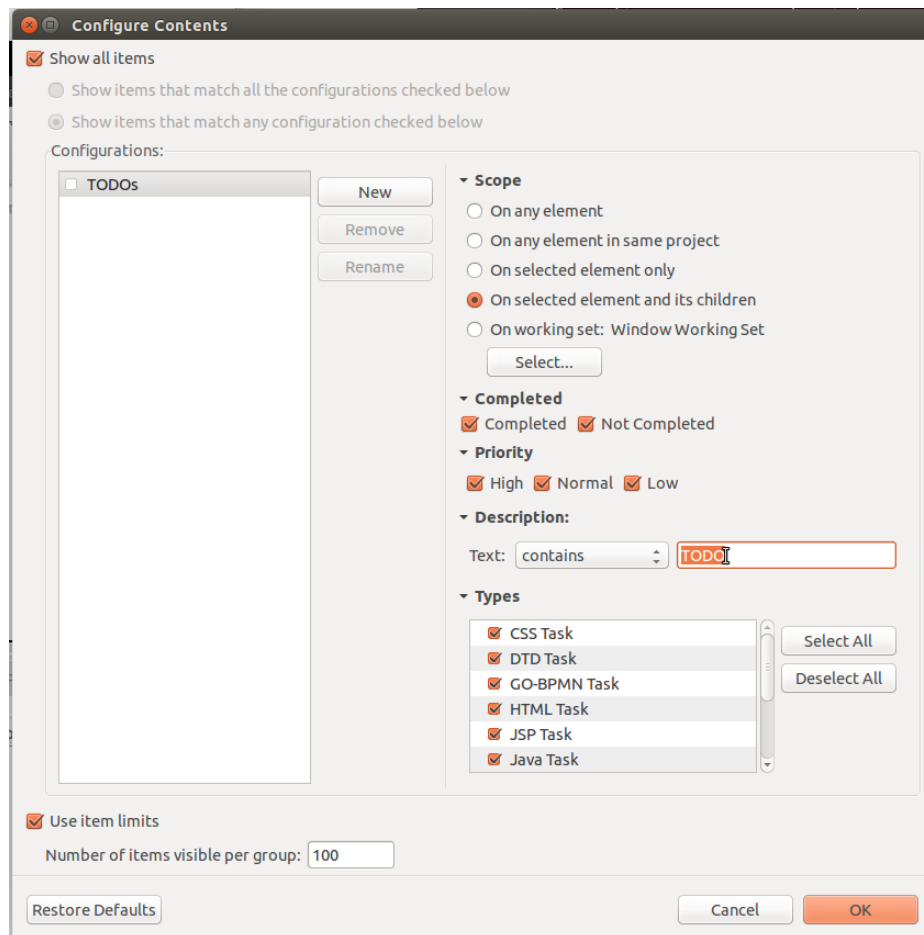 Configure Contents
Show all items
Show items that match all the configurations checked below
Show items that match any configuration checked below
Configurations:
TODOs
New
Remove
Rename
Scope
On any element
On any element in same project
On selected element only
On selected element and its children
On working set: Window Working Set
Select...
Completed
Completed Not Completed
Priority
High Normal Low
Description:
Text: contains TODO
Types
CSS Task
DTD Task
GO-BPMN Task
HTML Task
JSP Task
Java Task
Select All
Deselect All
Use item limits
Number of items visible per group: 100
Restore Defaults Cancel OK